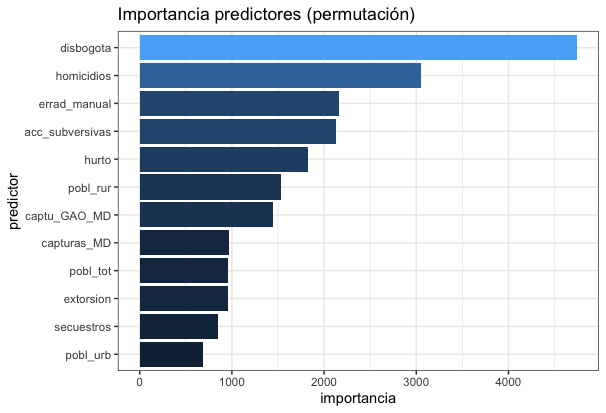 Importancia predictores (permutación)
predictor
disbogota
homicidios
errad_manual
acc_subversivas
hurto
pobl_rur
captu_GAO_MD
capturas_MD
pobl_tot
extorsion
secuestros
pobl_urb
0 1000 2000 3000 4000
importancia